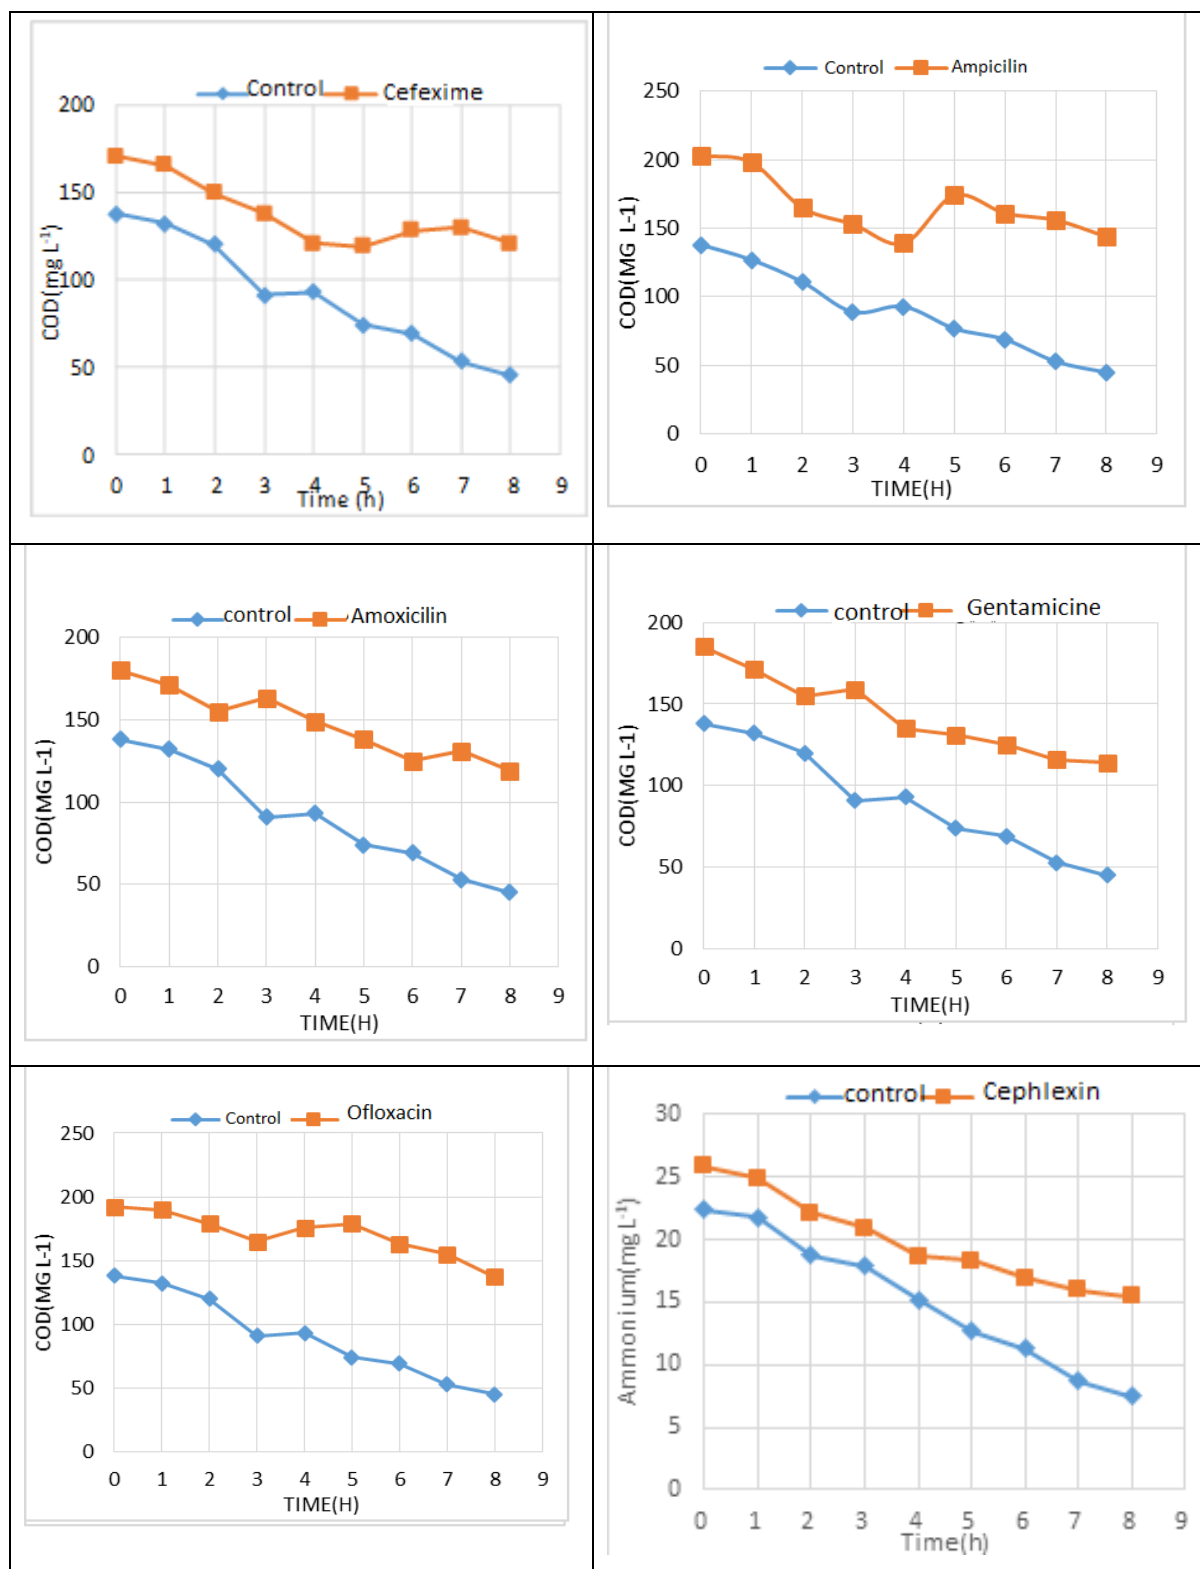 Control Cefexime
200
150
100
50
0
COD(mg L-1)
0 1 2 3 4 5 6 7 8 9
Time (h)
Control Ampicilin
250
200
150
100
50
0
COD(MG L-1)
0 1 2 3 4 5 6 7 8 9
TIME(H)
control Amoxicilin
200
150
100
50
0
COD(MG L-1)
0 1 2 3 4 5 6 7 8 9
TIME(H)
control Gentamicine
200
150
100
50
0
COD(MG L-1)
0 1 2 3 4 5 6 7 8 9
TIME(H)
Control Ofloxacin
250
200
150
100
50
0
COD(MG L-1)
0 1 2 3 4 5 6 7 8 9
TIME(H)
control Cephlexin
30
25
20
15
10
5
0
Ammonium(mg L-1)
0 1 2 3 4 5 6 7 8 9
Time(h)